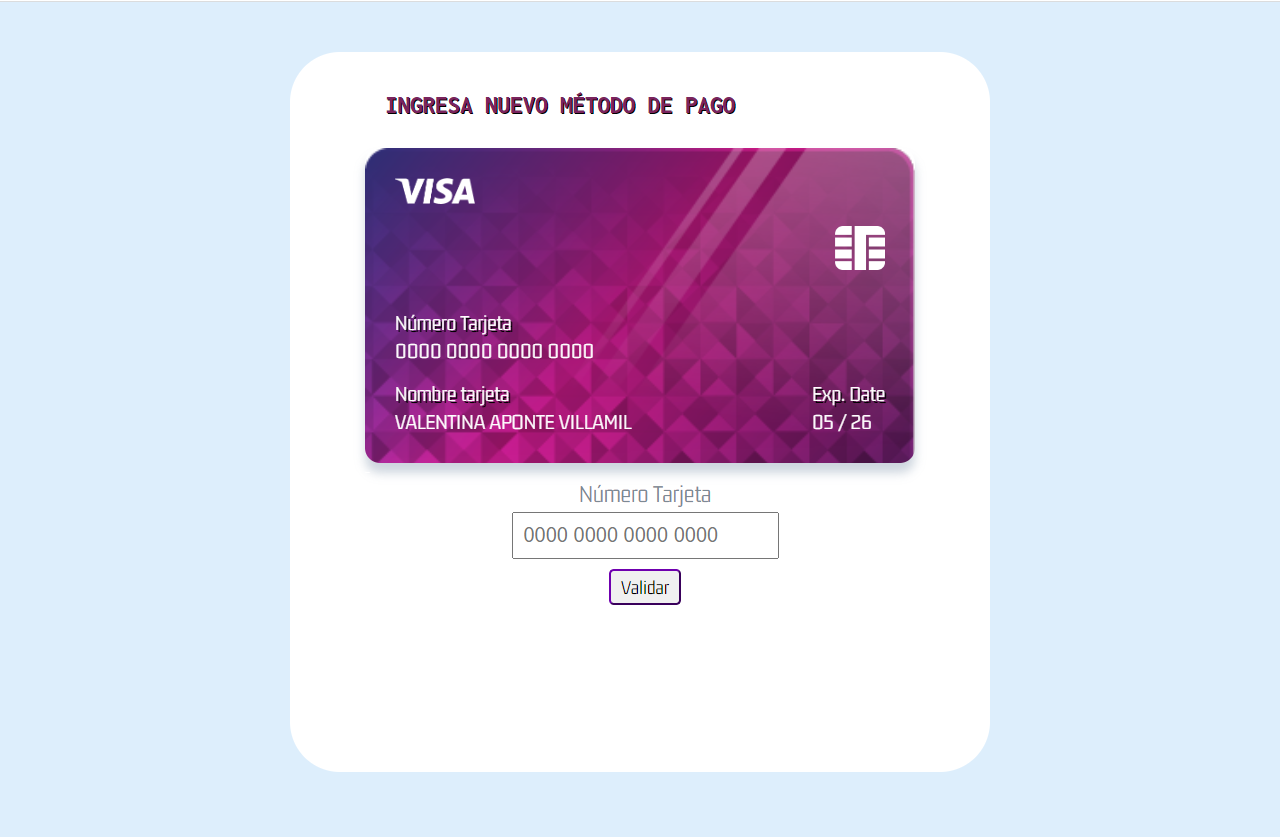 INGRESA NUEVO MÉTODO DE PAGO
VISA
Número Tarjeta
0000 0000 0000 0000
Nombre tarjeta
VALENTINA APONTE VILLAMIL
Exp. Date
05 / 26
Número Tarjeta
0000 0000 0000 0000
Validar